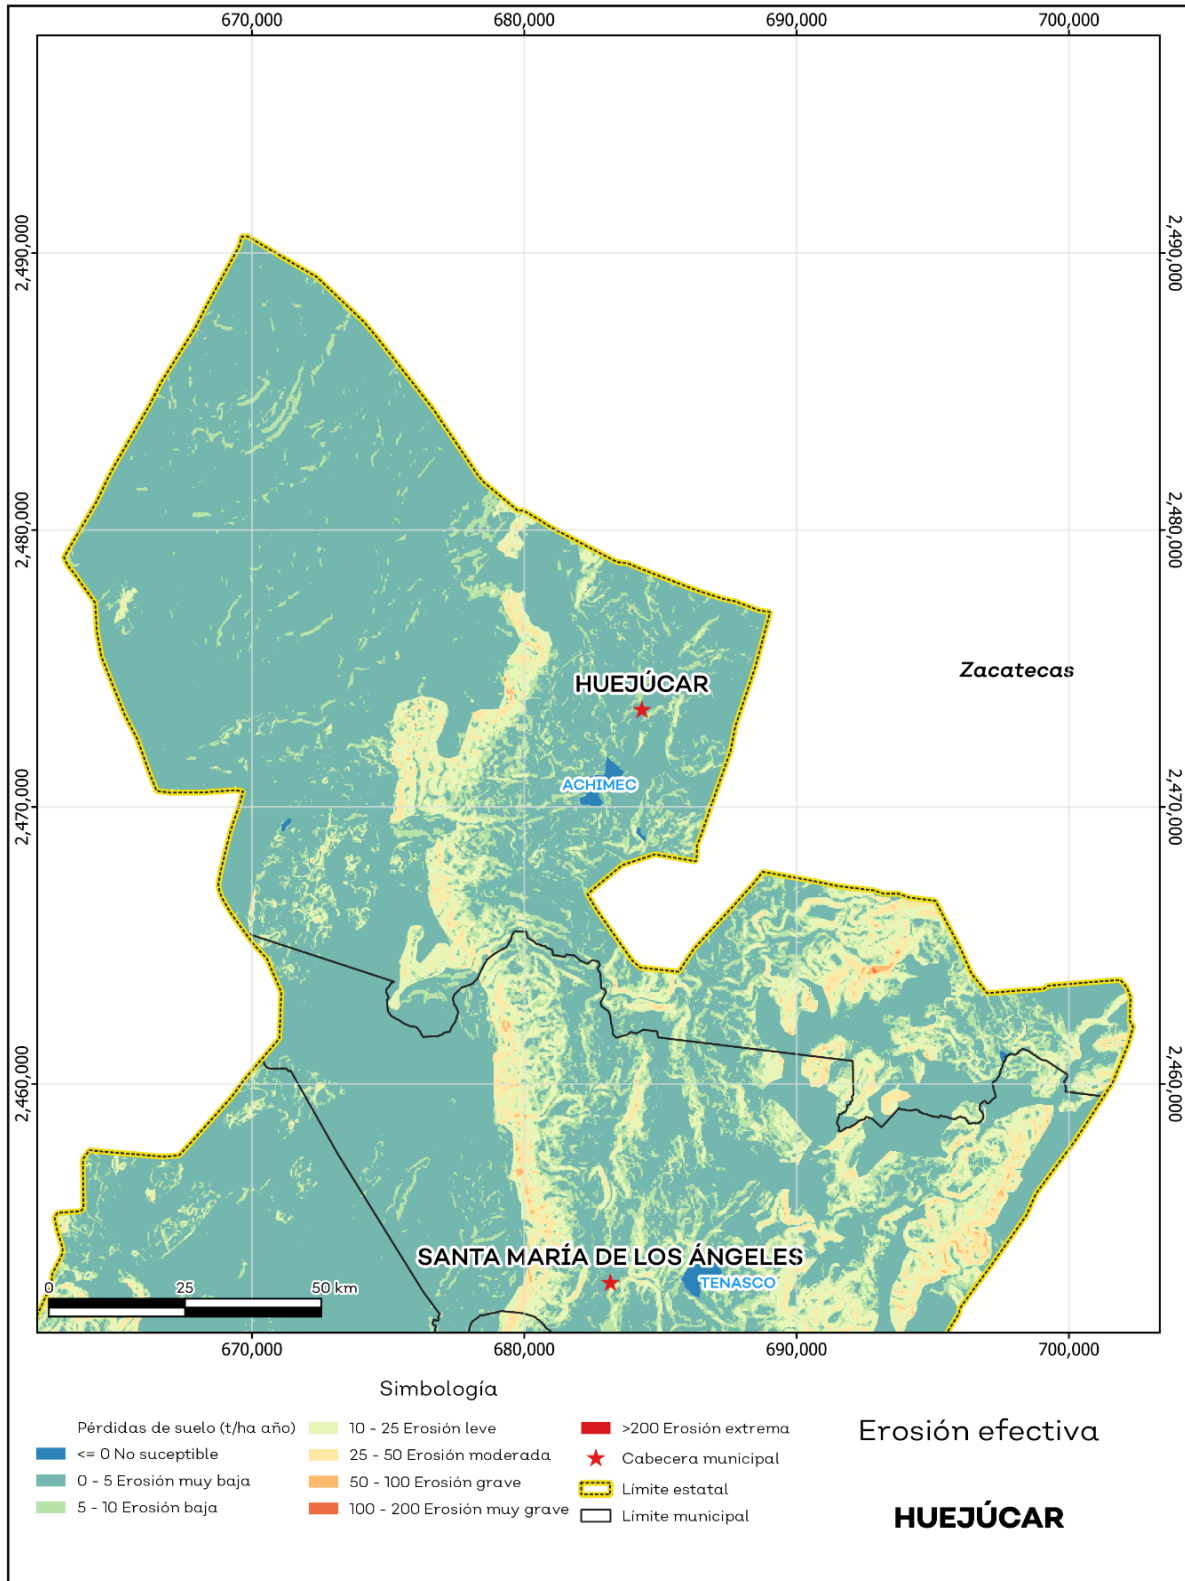 670,000
680,000
690,000
700,000
2,490,000
2,490,000
2,480,000
2,480,000
Zacatecas
HUEJÚCAR
ACHIMEC
2,470,000
2,470,000
2,460,000
2,460,000
SANTA MARÍA DE LOS ÁNGELES
TENASCO
0
25
50 km
670,000
680,000
690,000
700,000
Simbología
Pérdidas de suelo (t/ha año)
<= 0 No suceptible
0 - 5 Erosión muy baja
5 - 10 Erosión baja
10 - 25 Erosión leve
25 - 50 Erosión moderada
50 - 100 Erosión grave
100 - 200 Erosión muy grave
>200 Erosión extrema
Cabecera municipal
Límite estatal
Límite municipal
Erosión efectiva
HUEJÚCAR